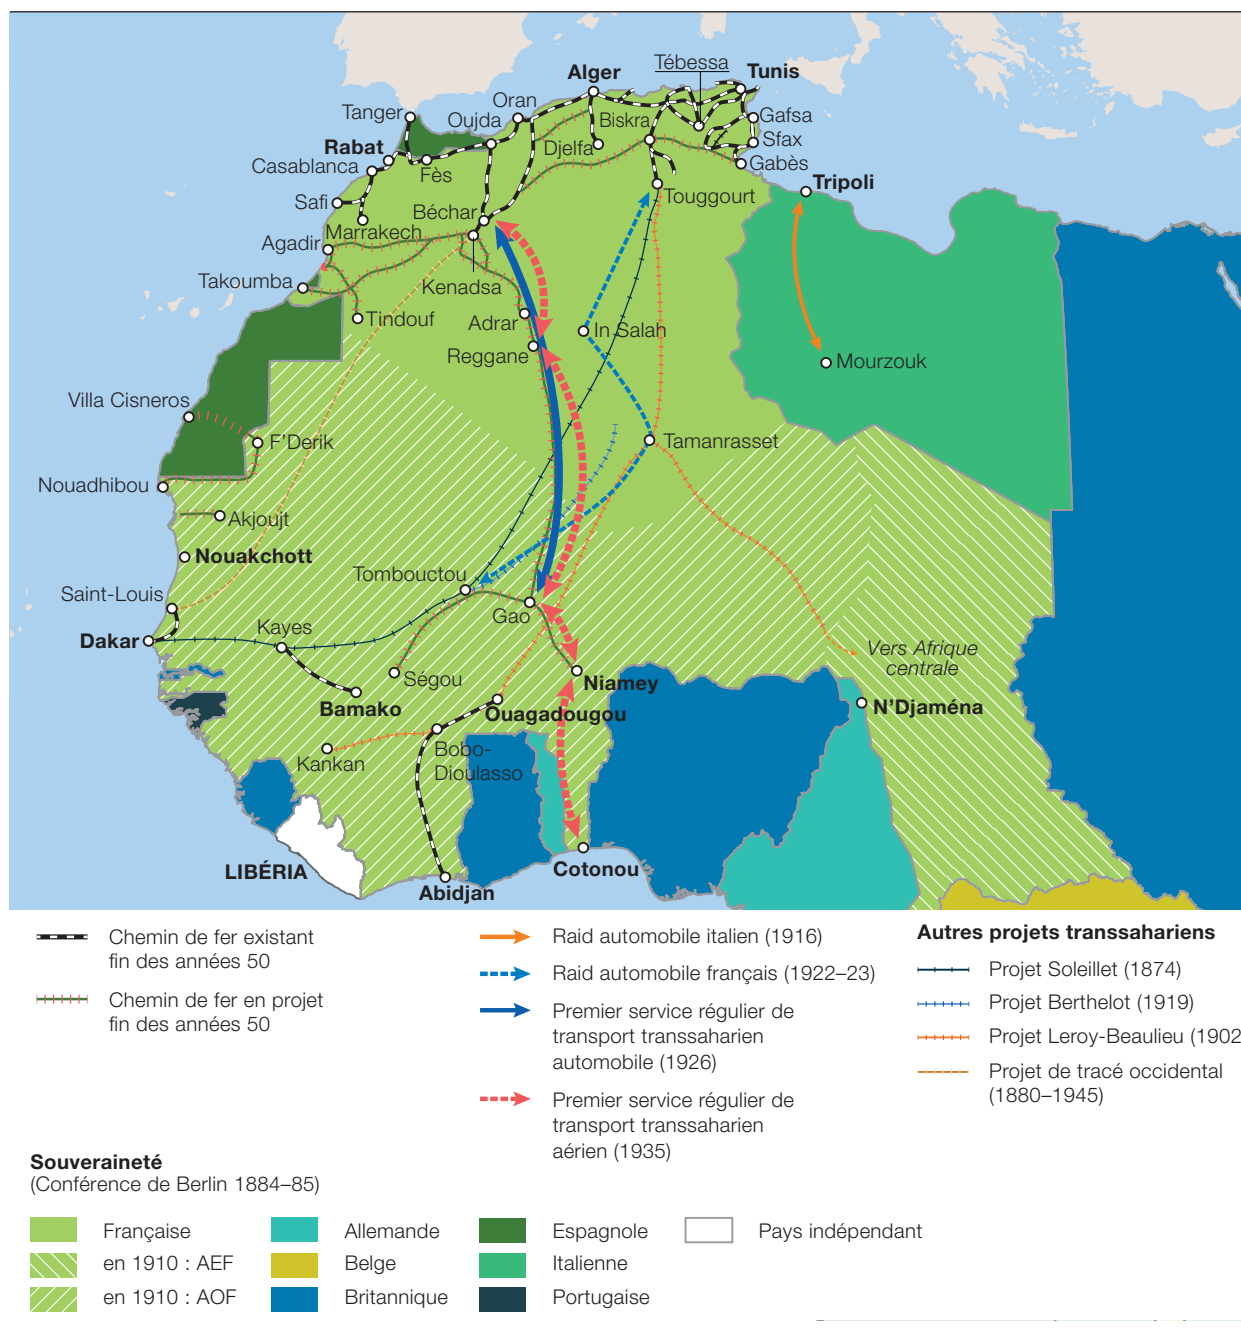 Tébessa
Alger
Tunis
Tanger
Oran
Oujda
Biskra
Gafsa
Rabat
Djelfa
Sfax
Casablanca
Fès
Gabès
Tripoli
Safi
Touggourt
Béchar
Marrakech
Agadir
Takoumba
Kenadsa
Tindouf
Adrar
In Salah
Reggane
Mourzouk
Villa Cisneros
F'Derik
Tamanrasset
Nouadhibou
Akjoujt
Nouakchott
Tombouctou
Saint-Louis
Gao
Kayes
Dakar
Vers Afrique
centrale
Ségou
Niamey
Bamako
Ouagadougou
N'Djaména
Kankan
Bobo-
Dioulasso
LIBÉRIA
Abidjan
Cotonou
Chemin de fer existant
fin des années 50
Chemin de fer en projet
fin des années 50
Raid automobile italien (1916)
Raid automobile français (1922–23)
Premier service régulier de
transport transsaharien
automobile (1926)
Premier service régulier de
transport transsaharien
aérien (1935)
Autres projets transsahariens
Projet Soleillet (1874)
Projet Berthelot (1919)
Projet Leroy-Beaulieu (1902
Projet de tracé occidental
(1880–1945)
Souveraineté
(Conférence de Berlin 1884–85)
Française
en 1910 : AEF
en 1910 : AOF
Allemande
Belge
Britannique
Espagnole
Italienne
Portugaise
Pays indépendant